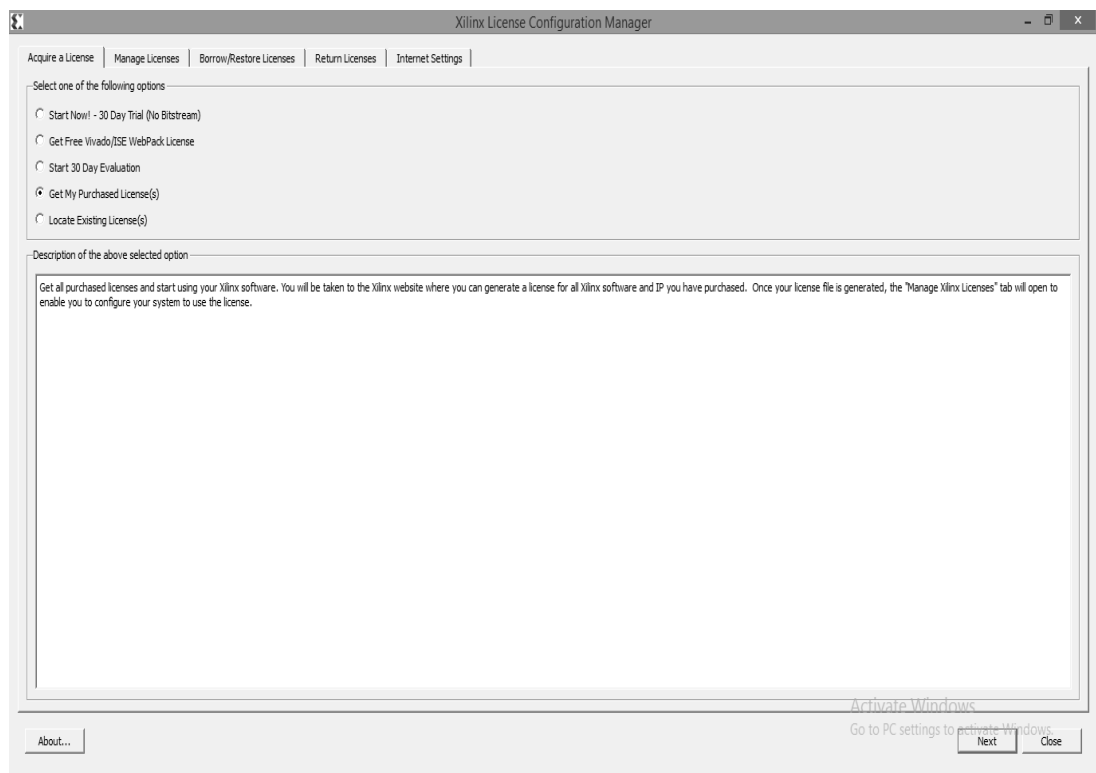 Xilinx License Configuration Manager
Acquire a License Manage Licenses Borrow/Restore Licenses Return Licenses Internet Settings
Select one of the following options
Start Now! - 30 Day Trial (No Bitstream)
Get Free Vivado/ISE WebPack License
Start 30 Day Evaluation
Get My Purchased License(s)
Locate Existing License(s)
Description of the above selected option
Get all purchased licenses and start using your Xilinx software. You will be taken to the Xilinx website where you can generate a license for all Xilinx software and IP you have purchased. Once your license file is generated, the "Manage Xilinx Licenses" tab will open to
enable you to configure your system to use the license.
Activate Windows
Go to PC settings to activate Windows.
About... Next Close